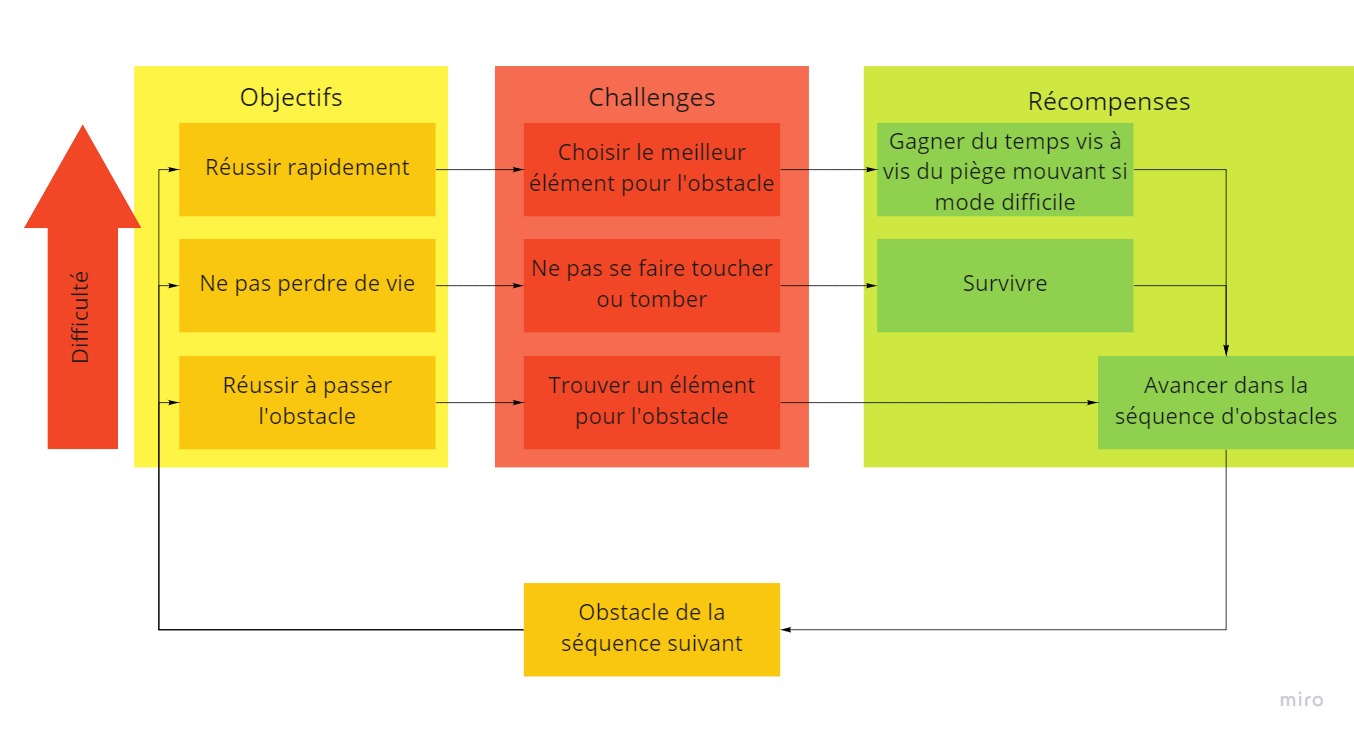 Objectifs
Challenges
Récompenses
Difficulté
Réussir rapidement
Choisir le meilleur
élément pour l'obstacle
Gagner du temps vis à
vis du piège mouvant si
mode difficile
Ne pas perdre de vie
Ne pas se faire toucher
ou tomber
Survivre
Réussir à passer
l'obstacle
Trouver un élément
pour l'obstacle
Avancer dans la
séquence d'obstacles
Obstacle de la
séquence suivant
miro